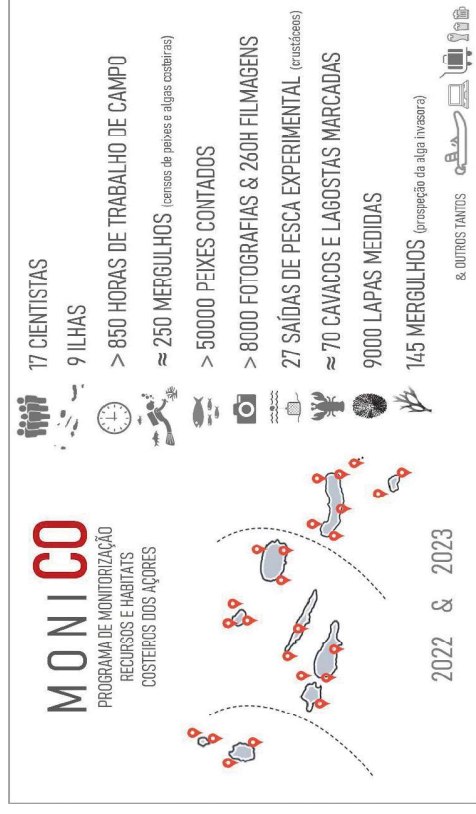 MONICO
PROGRAMA DE MONITORIZAÇÃO
RECURSOS E HABITATS
COSTEIROS DOS AÇORES
2022 & 2023
17 CIENTISTAS
9 ILHAS
> 850 HORAS DE TRABALHO DE CAMPO
≈ 250 MERGULHOS (censos de peixes e algas costeiras)
> 50000 PEIXES CONTADOS
> 8000 FOTOGRAFIAS & 260H FILMAGENS
27 SAÍDAS DE PESCA EXPERIMENTAL (crustáceos)
≈ 70 CAVACOS E LAGOSTAS MARCADAS
9000 LAPAS MEDIDAS
145 MERGULHOS (prospeção da alga invasora)
& OUTROS TANTOS